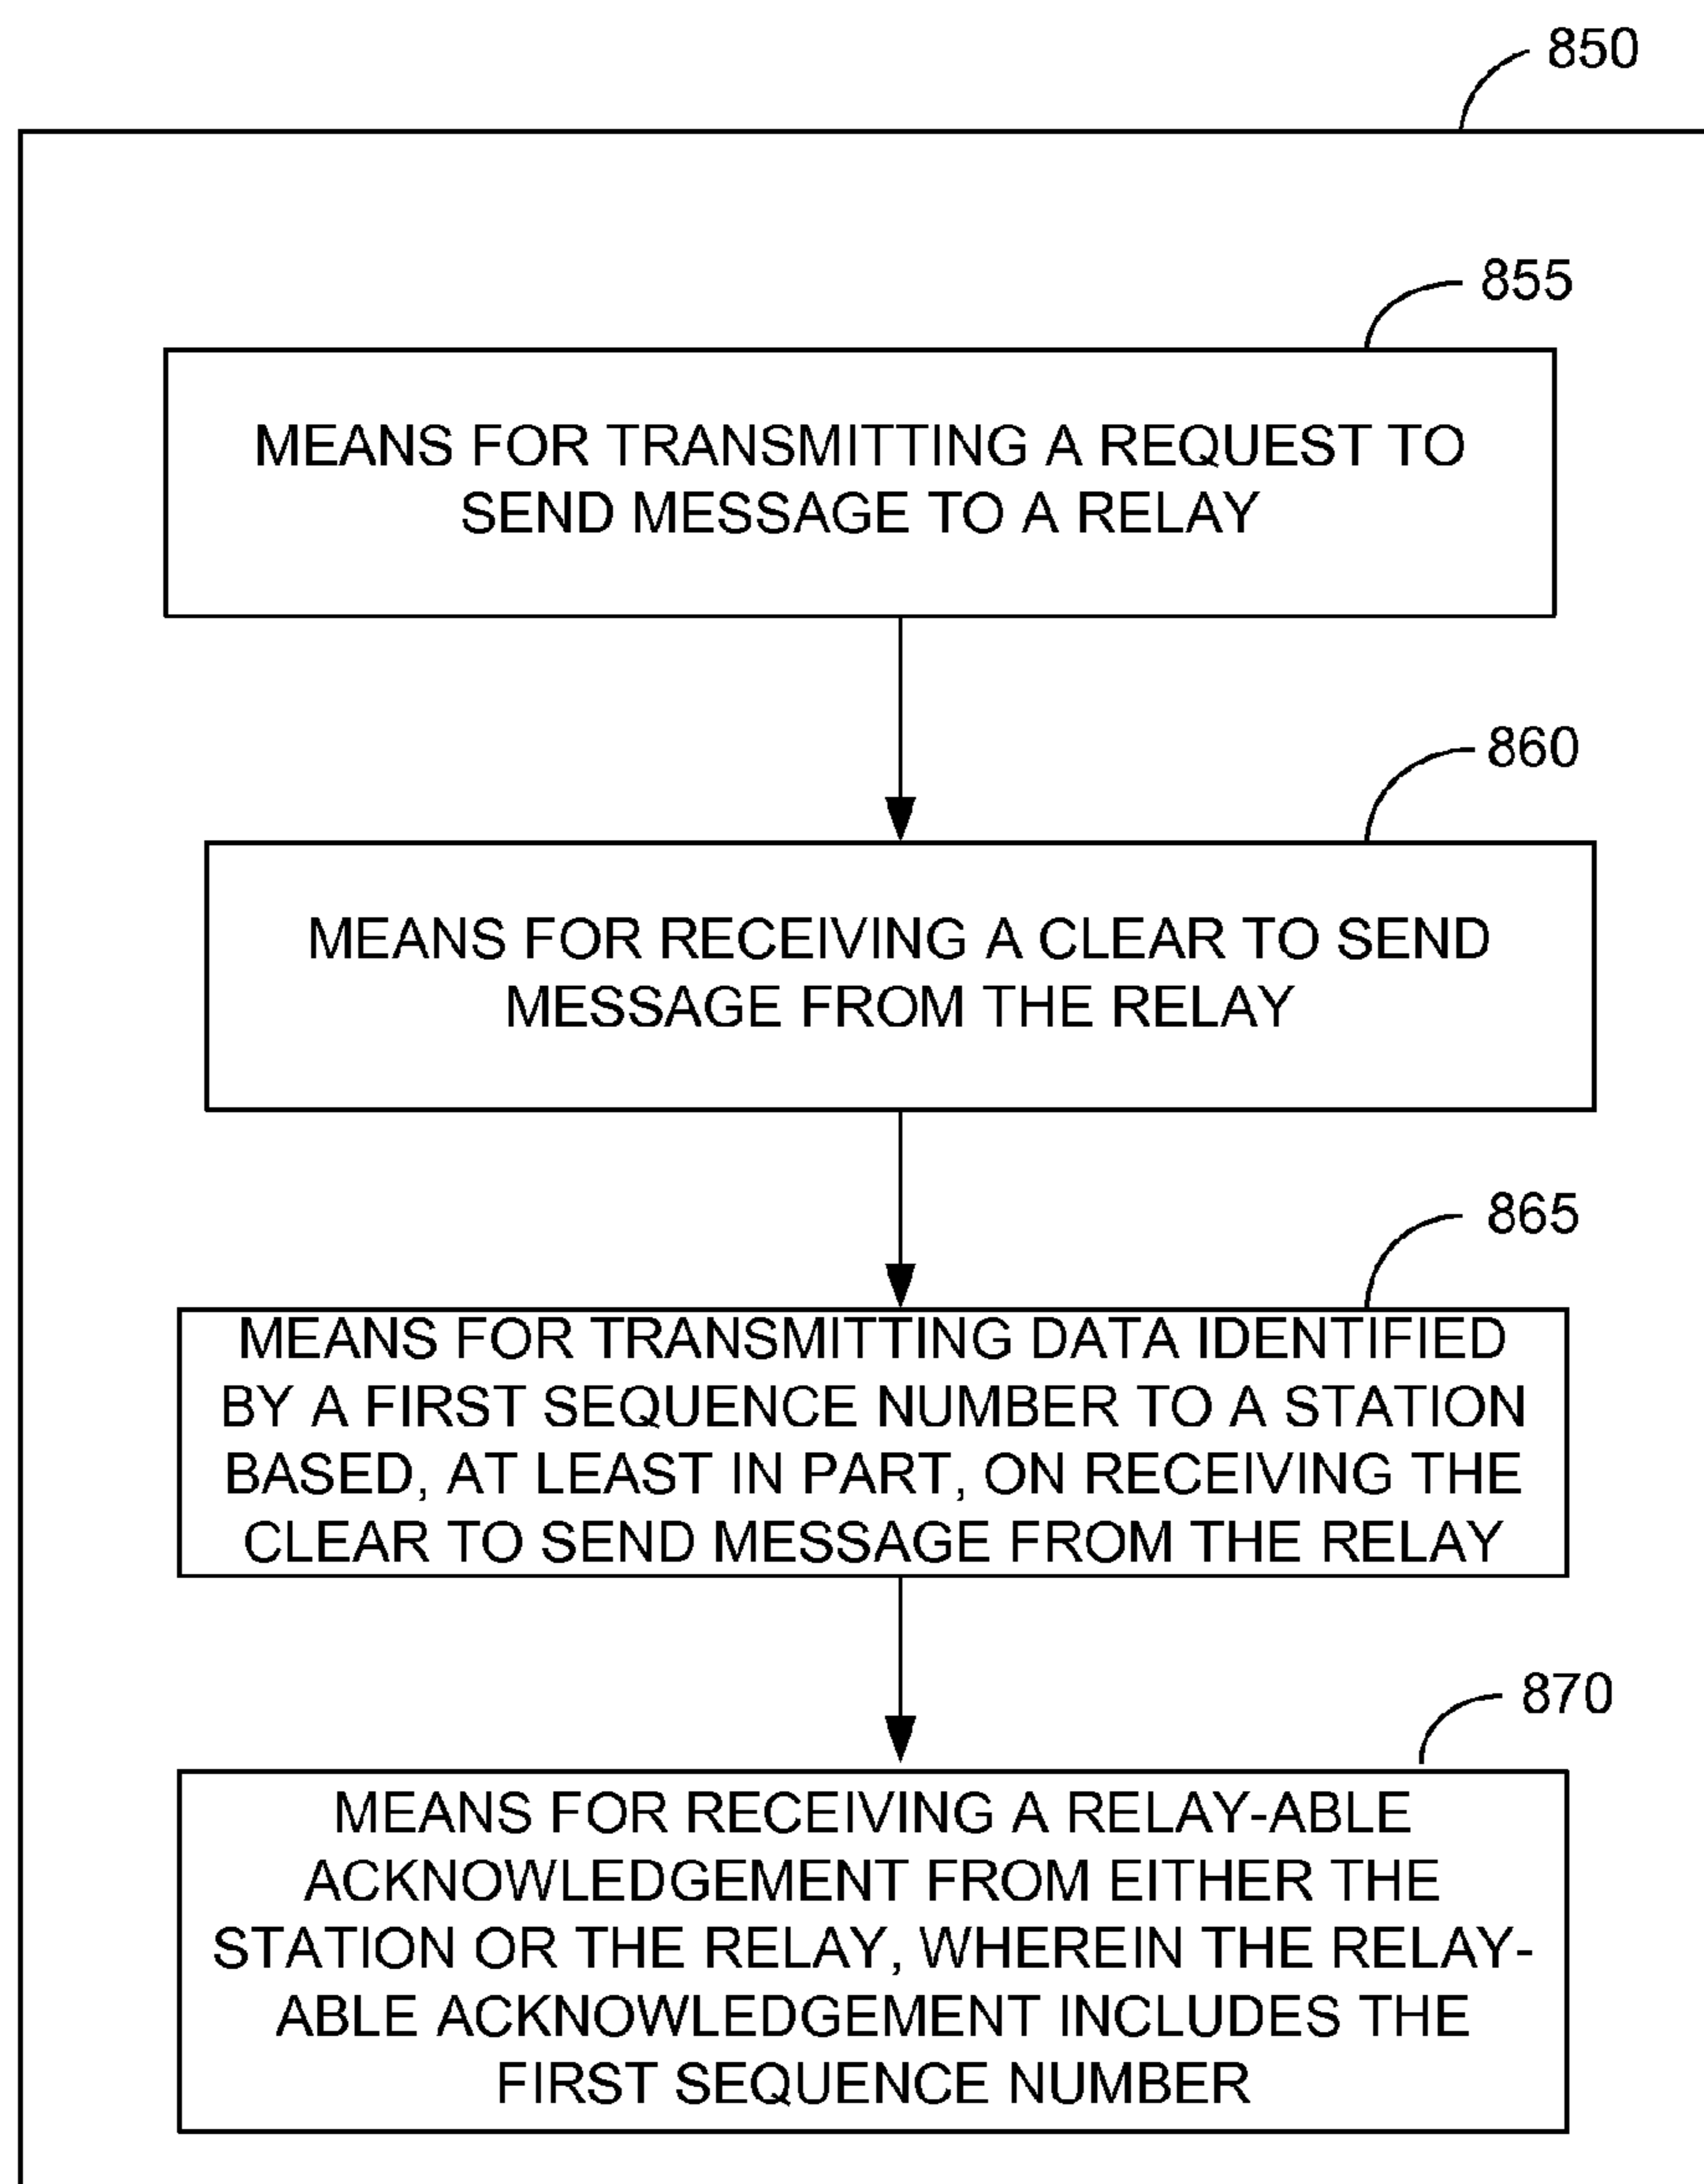 850
855
MEANS FOR TRANSMITTING A REQUEST TO
SEND MESSAGE TO A RELAY
860
MEANS FOR RECEIVING A CLEAR TO SEND
MESSAGE FROM THE RELAY
865
MEANS FOR TRANSMITTING DATA IDENTIFIED
BY A FIRST SEQUENCE NUMBER TO A STATION
BASED, AT LEAST IN PART, ON RECEIVING THE
CLEAR TO SEND MESSAGE FROM THE RELAY
870
MEANS FOR RECEIVING A RELAY-ABLE
ACKNOWLEDGEMENT FROM EITHER THE
STATION OR THE RELAY, WHEREIN THE RELAY-
ABLE ACKNOWLEDGEMENT INCLUDES THE
FIRST SEQUENCE NUMBER